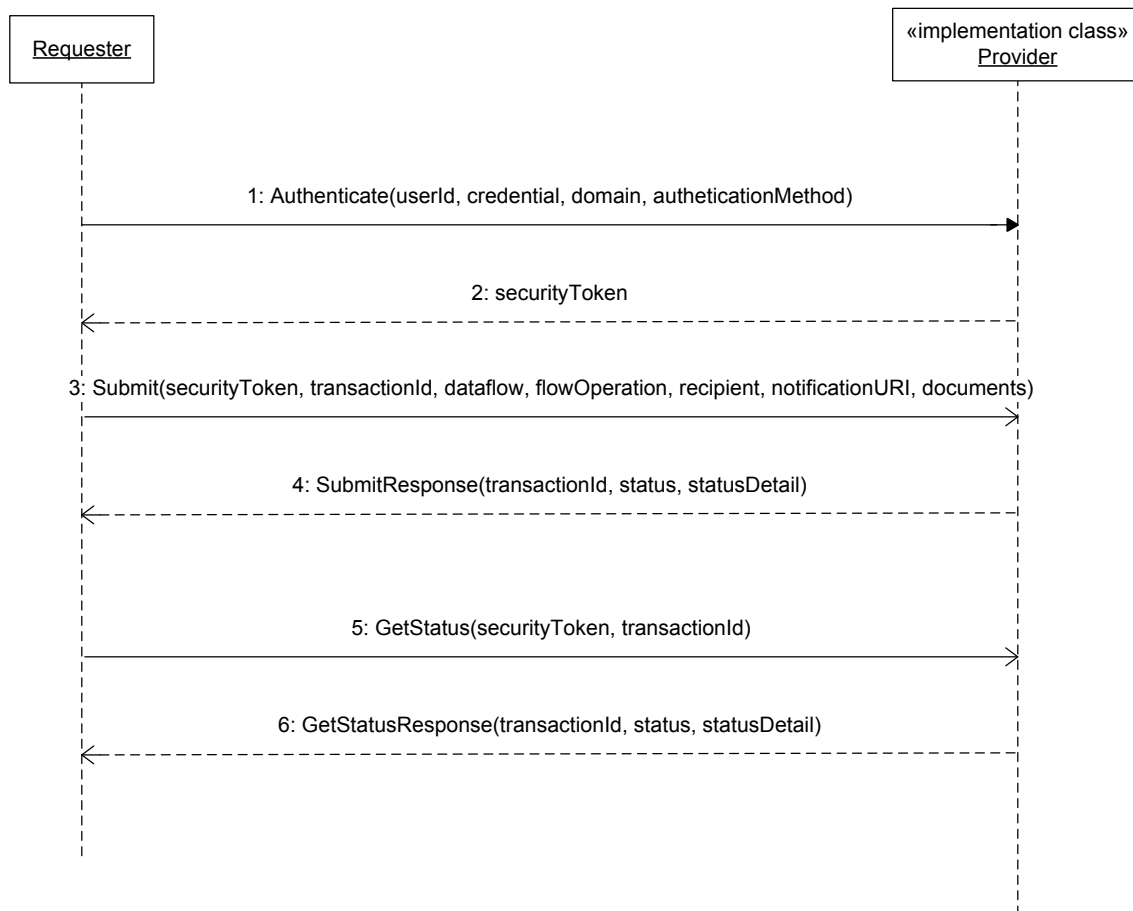 Requester
«implementation class»
Provider
1: Authenticate(userId, credential, domain, autheticationMethod)
2: securityToken
3: Submit(securityToken, transactionId, dataflow, flowOperation, recipient, notificationURI, documents)
4: SubmitResponse(transactionId, status, statusDetail)
5: GetStatus(securityToken, transactionId)
6: GetStatusResponse(transactionId, status, statusDetail)